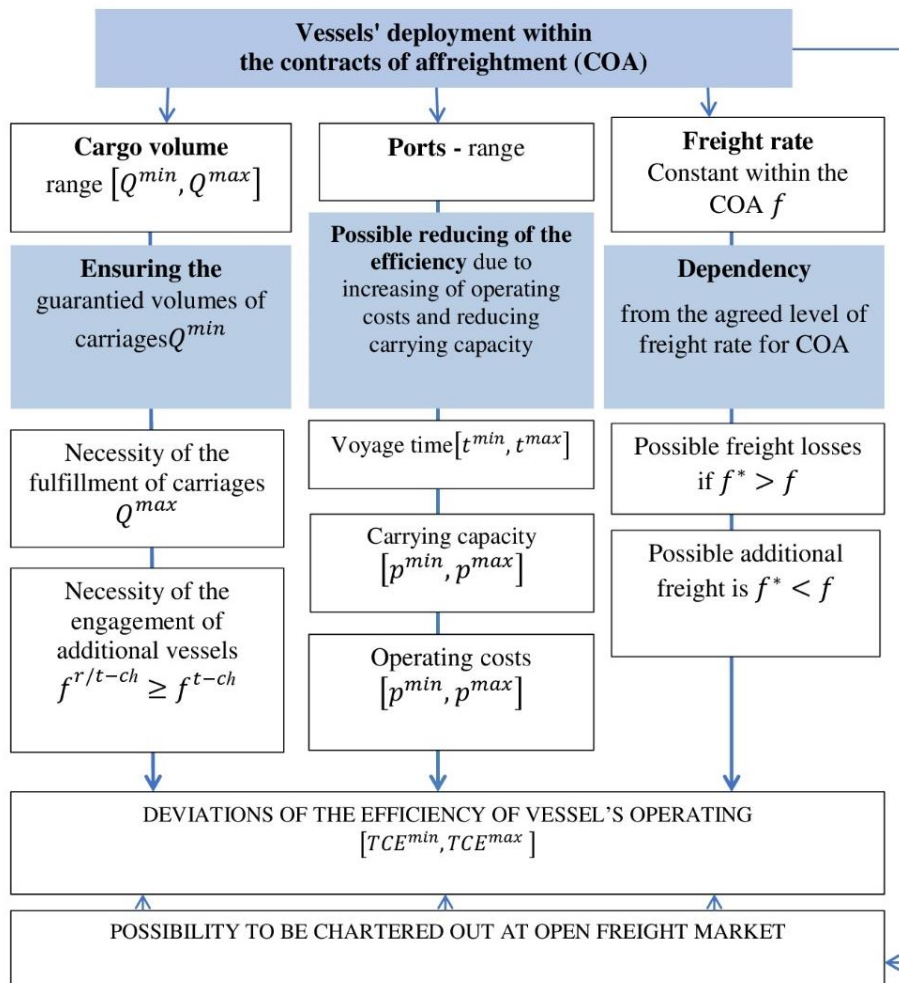 Vessels' deployment within
the contracts of affreightment (COA)
Cargo volume
range [Q^min, Q^max]
Ports - range
Freight rate
Constant within the
COA f
Ensuring the
guarantied volumes of
carriagesQ^min
Possible reducing of the
efficiency due to
increasing of operating
costs and reducing
carrying capacity
Dependency
from the agreed level of
freight rate for COA
Necessity of the
fulfillment of carriages
Q^max
Voyage time[t^min, t^max]
Possible freight losses
if f* > f
Carrying capacity
[p^min, p^max]
Possible additional
freight is f* < f
Necessity of the
engagement of
additional vessels
f^r/t-ch ≥ f^t-ch
Operating costs
[p^min, p^max]
DEVIATIONS OF THE EFFICIENCY OF VESSEL'S OPERATING
[TCE^min, TCE^max ]
POSSIBILITY TO BE CHARTERED OUT AT OPEN FREIGHT MARKET